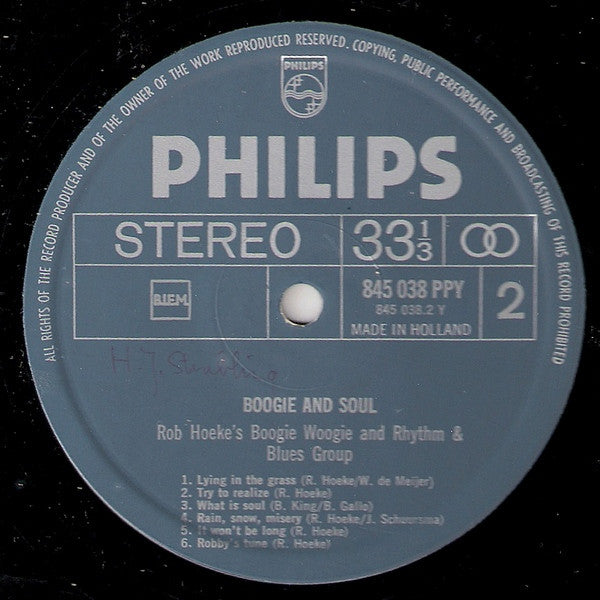 ALL RIGHTS OF THE RECORD PRODUCER AND OF THE OWNER OF THE WORK REPRODUCED RESERVED. COPYING, PUBLIC PERFORMANCE AND BROADCASTING OF THIS RECORD PROHIBITED
PHILIPS
PHILIPS
STEREO 33 1/3
B.I.E.M. 845 038 PPY 2
845 038.2 Y
MADE IN HOLLAND
H.J.
BOOGIE AND SOUL
Rob Hoeke's Boogie Woogie and Rhythm &
Blues Group
1. Lying in the grass (R. Hoeke/W. de Meijer)
2. Try to realize (R. Hoeke)
3. What is soul (B. King/B. Gallo)
4. Rain, snow, misery (R. Hoeke/J. Schuursma)
5. It won't be long (R. Hoeke)
6. Robby's tune (R. Hoeke)